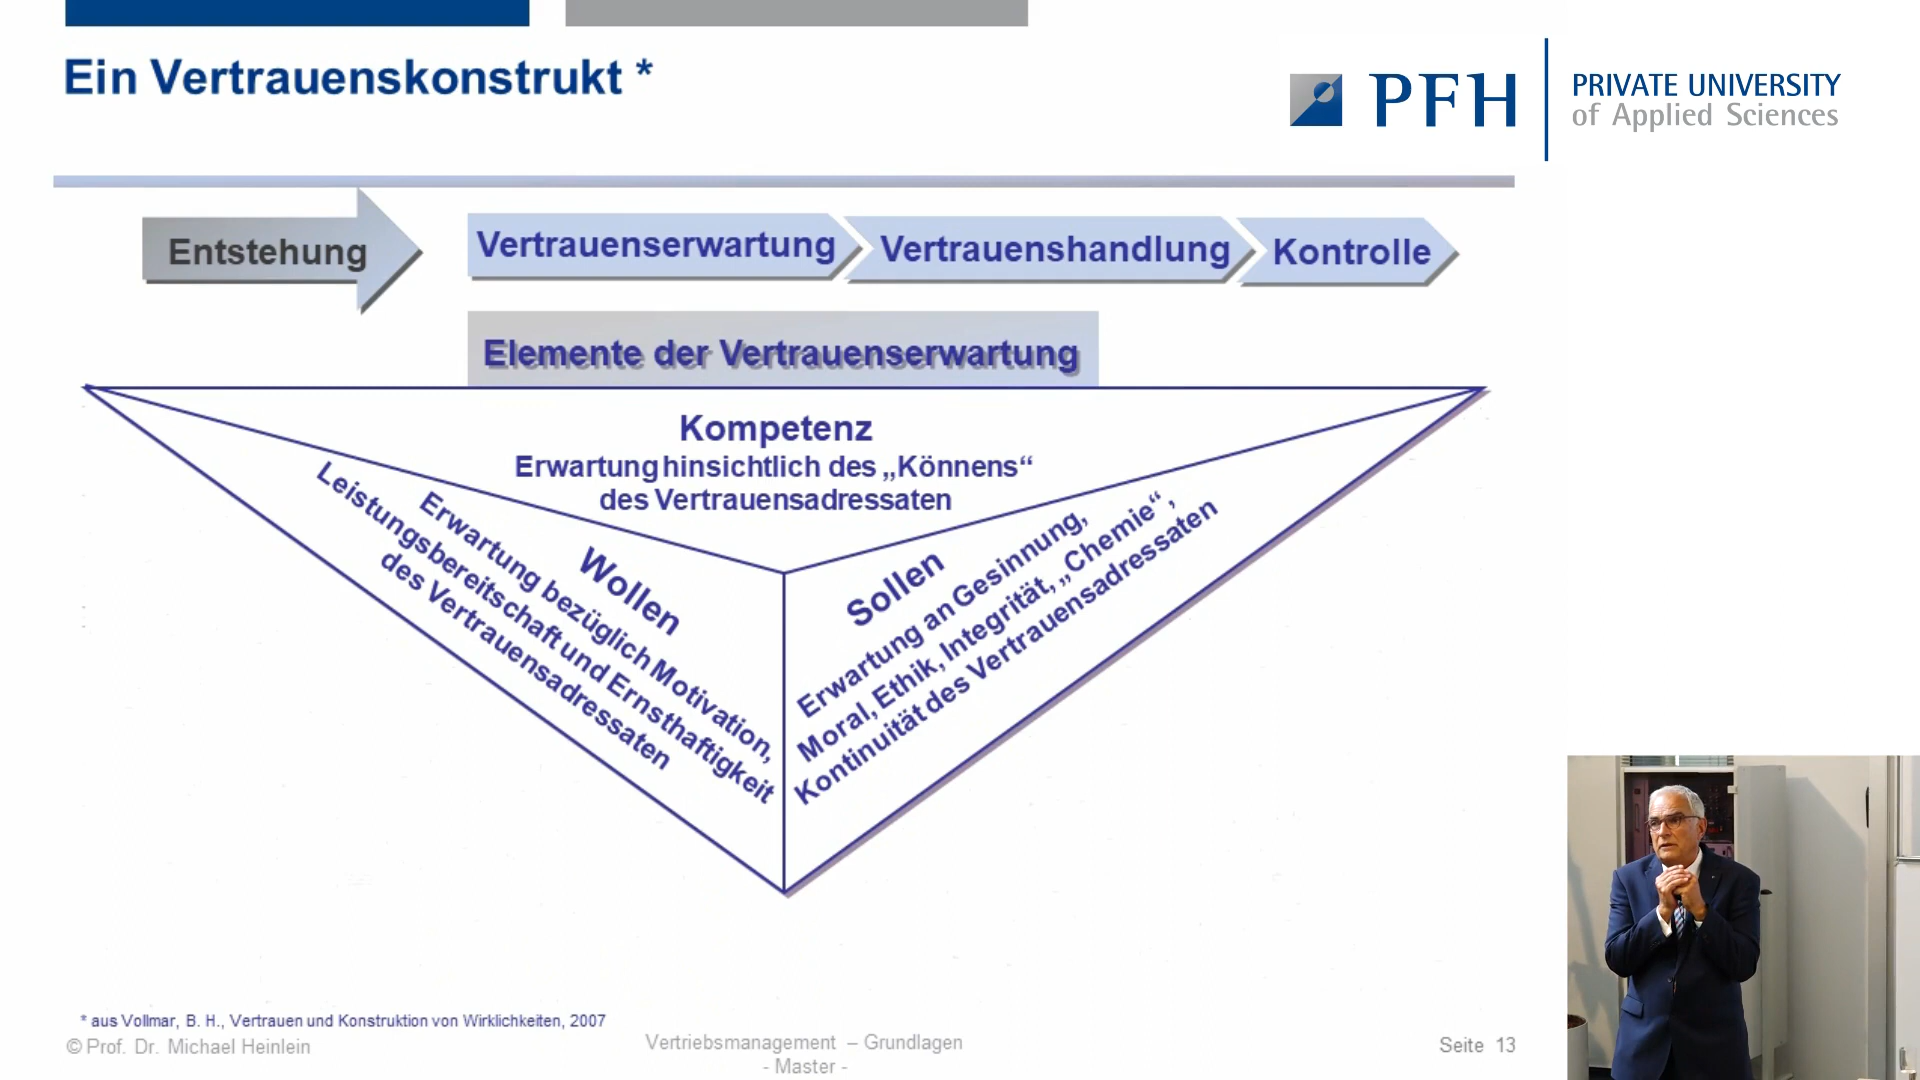 Ein Vertrauenskonstrukt *
PFH
PRIVATE UNIVERSITY
of Applied Sciences
Entstehung
Vertrauenserwartung
Vertrauenshandlung
Kontrolle
Elemente der Vertrauenserwartung
Kompetenz
Erwartung hinsichtlich des „Könnens“
des Vertrauensadressaten
Wollen
Erwartung bezüglich Motivation,
Leistungsbereitschaft und Ernsthaftigkeit
des Vertrauensadressaten
Sollen
Erwartung an Gesinnung,
Moral, Ethik, Integrität, „Chemie“,
Kontinuität des Vertrauensadressaten
* aus Vollmar, B. H., Vertrauen und Konstruktion von Wirklichkeiten, 2007
© Prof. Dr. Michael Heinlein
Vertriebsmanagement – Grundlagen
- Master -
Seite 13